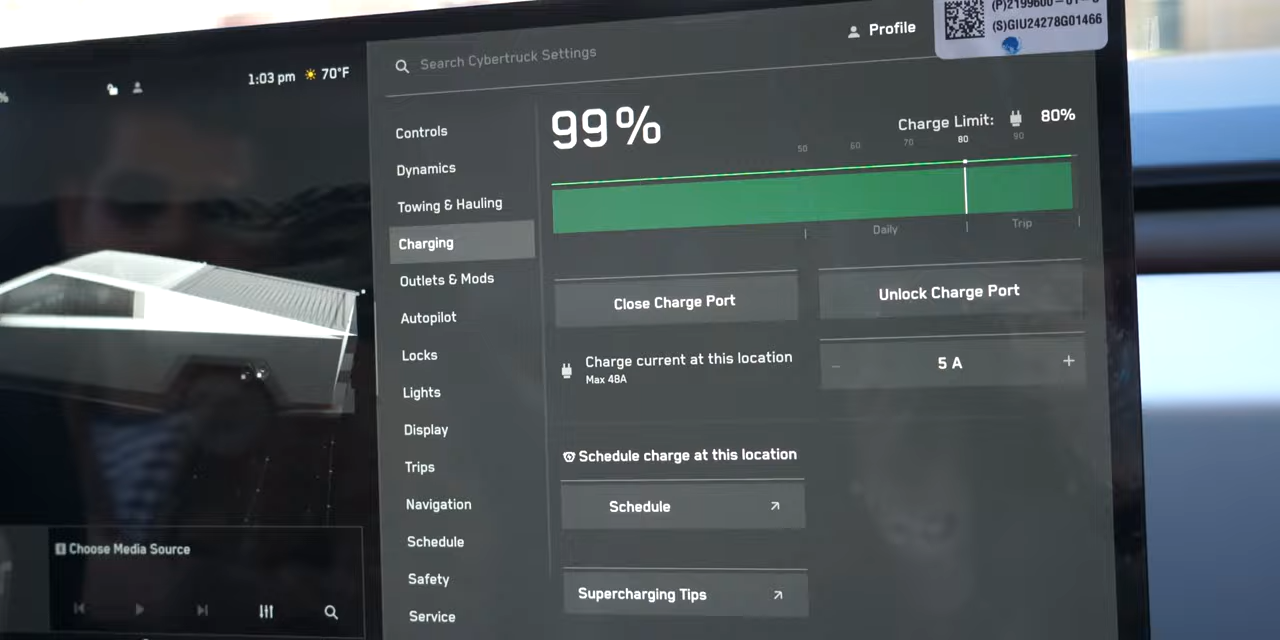 (S)GIU24278G01466
Profile
Search Cybertruck Settings
1:03 pm
70°F
%
Controls
Dynamics
Towing & Hauling
Charging
Outlets & Mods
Autopilot
Locks
Lights
Display
Trips
Navigation
Schedule
Safety
Service
99%
Charge Limit: 80%
50 60 70 80 90
Daily
Trip
Close Charge Port
Unlock Charge Port
Charge current at this location
Max 48A
- 5 A +
Schedule charge at this location
Schedule
Supercharging Tips
Choose Media Source